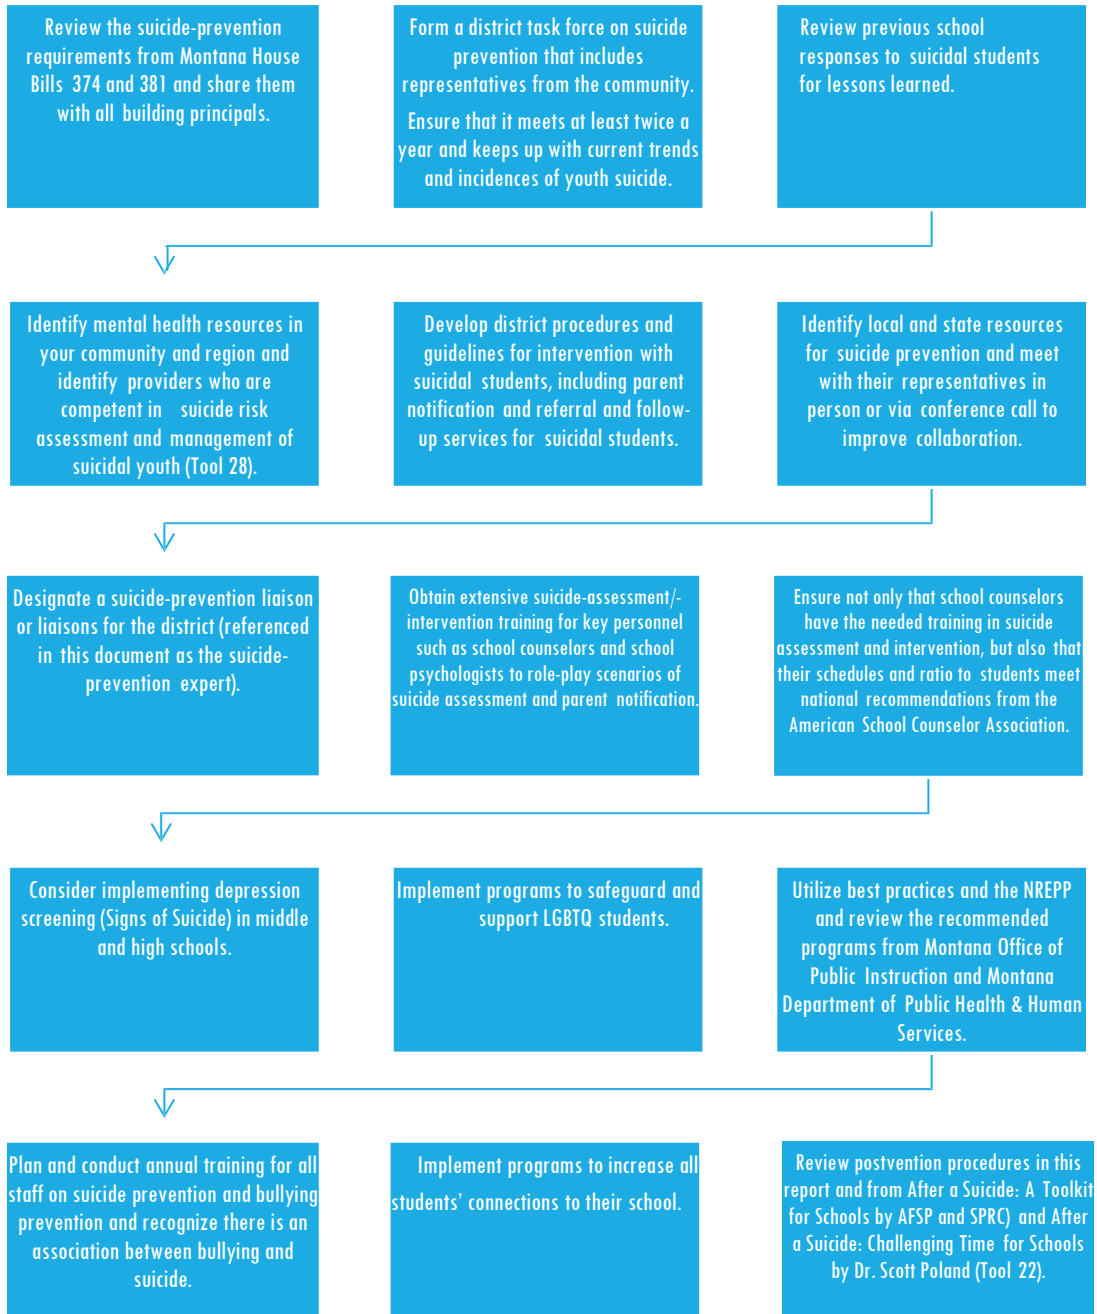 Review the suicide-prevention
requirements from Montana House
Bills 374 and 381 and share them
with all building principals.
Form a district task force on suicide
prevention that includes
representatives from the community.
Ensure that it meets at least twice a
year and keeps up with current trends
and incidences of youth suicide.
Review previous school
responses to suicidal students
for lessons learned.
Identify mental health resources in
your community and region and
identify providers who are
competent in suicide risk
assessment and management of
suicidal youth (Tool 28).
Develop district procedures and
guidelines for intervention with
suicidal students, including parent
notification and referral and follow-
up services for suicidal students.
Identify local and state resources
for suicide prevention and meet
with their representatives in
person or via conference call to
improve collaboration.
Designate a suicide-prevention liaison
or liaisons for the district (referenced
in this document as the suicide-
prevention expert).
Obtain extensive suicide-assessment/-
intervention training for key personnel
such as school counselors and school
psychologists to role-play scenarios of
suicide assessment and parent notification.
Ensure not only that school counselors
have the needed training in suicide
assessment and intervention, but also that
their schedules and ratio to students meet
national recommendations from the
American School Counselor Association.
Consider implementing depression
screening (Signs of Suicide) in middle
and high schools.
Implement programs to safeguard and
support LGBTQ students.
Utilize best practices and the NREPP
and review the recommended
programs from Montana Office of
Public Instruction and Montana
Department of Public Health & Human
Services.
Plan and conduct annual training for all
staff on suicide prevention and bullying
prevention and recognize there is an
association between bullying and
suicide.
Implement programs to increase all
students' connections to their school.
Review postvention procedures in this
report and from After a Suicide: A Toolkit
for Schools by AFSP and SPRC) and After
a Suicide: Challenging Time for Schools
by Dr. Scott Poland (Tool 22).